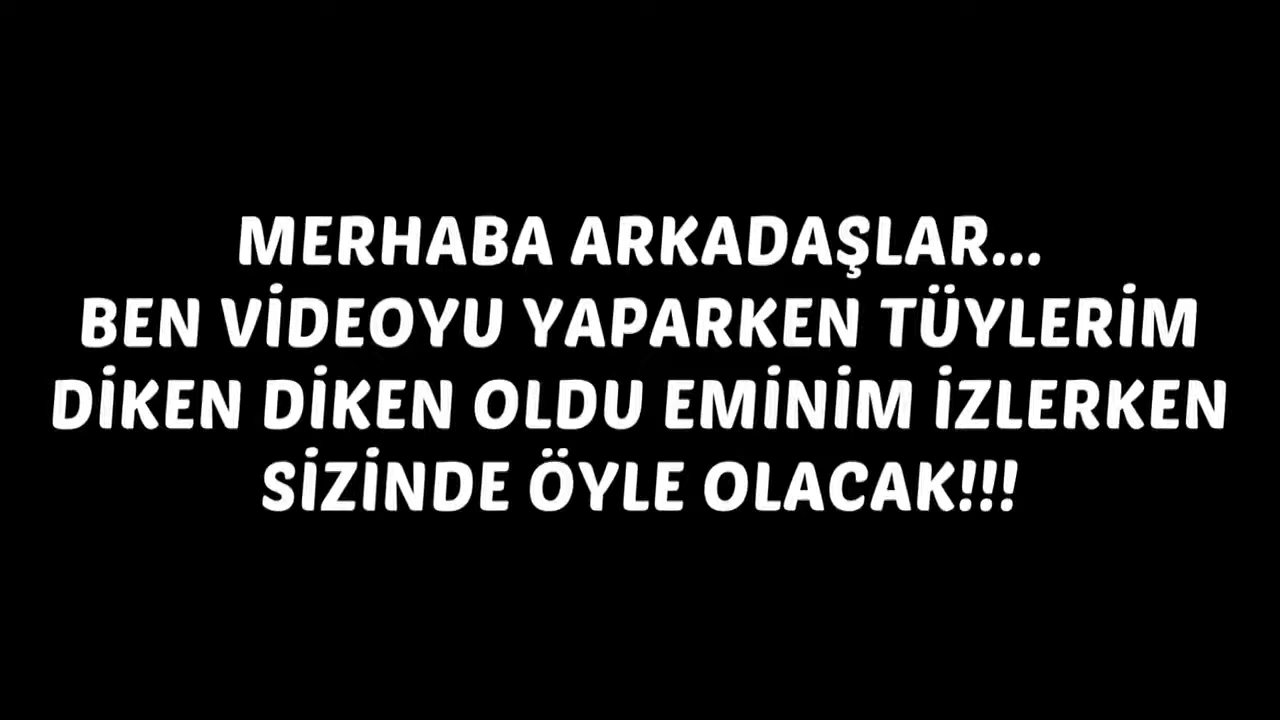 MERHABA ARKADAŞLAR...
BEN VİDEOYU YAPARKEN TÜYLERİM
DİKEN DİKEN OLDU EMİNİM İZLERKEN
SİZİNDE ÖYLE OLACAK!!!